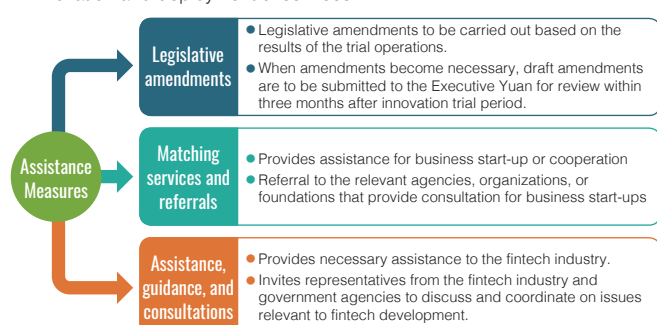 Legislative
amendments
Legislative amendments to be carried out based on the
results of the trial operations.
When amendments become necessary, draft amendments
are to be submitted to the Executive Yuan for review within
three months after innovation trial period.
Assistance
Measures
Matching
services and
referrals
Provides assistance for business start-up or cooperation
Referral to the relevant agencies, organizations, or
foundations that provide consultation for business start-ups
Assistance,
guidance, and
consultations
Provides necessary assistance to the fintech industry.
Invites representatives from the fintech industry and
government agencies to discuss and coordinate on issues
relevant to fintech development.